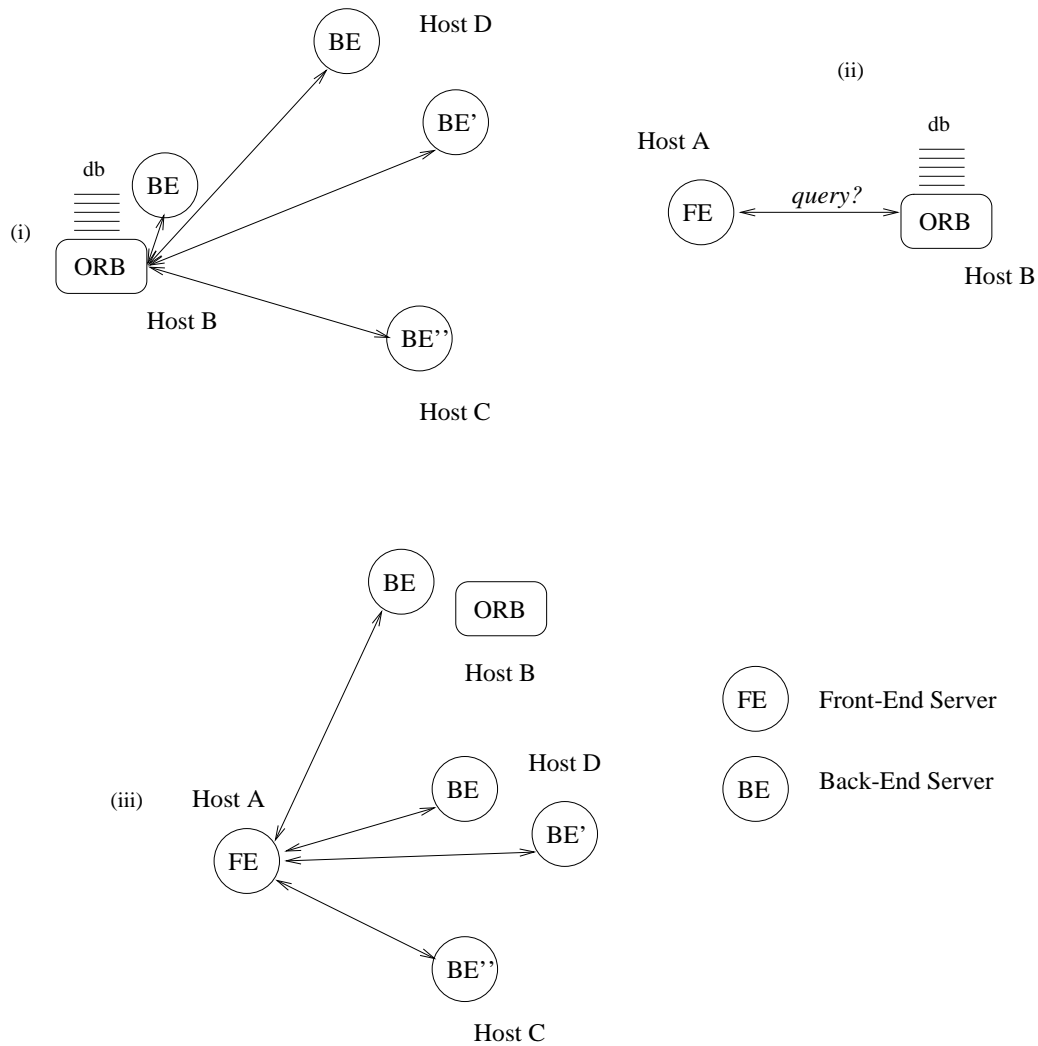 (i)
BE
Host D
BE'
db
BE
ORB
Host B
BE’’
Host C
(ii)
Host A
db
FE
query?
ORB
Host B
(iii)
BE
ORB
Host B
Host A
Host D
BE
BE'
FE
BE’’
Host C
FE Front-End Server
BE Back-End Server